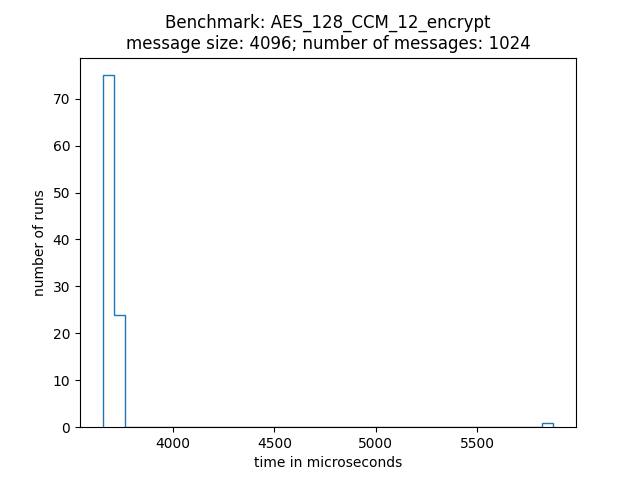 Benchmark: AES_128_CCM_12_encrypt
message size: 4096; number of messages: 1024
number of runs
70
60
50
40
30
20
10
0
4000 4500 5000 5500
time in microseconds